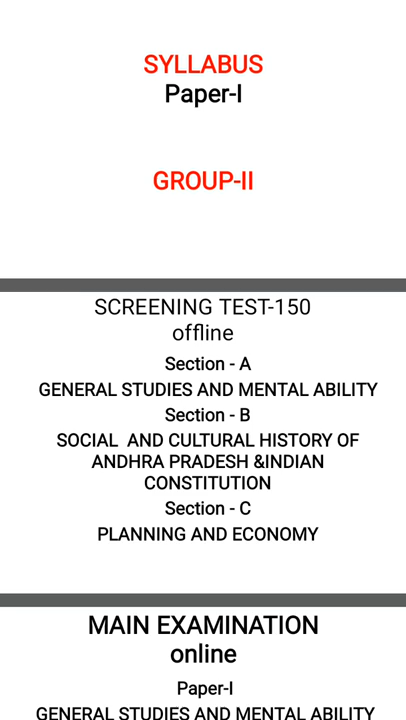 SYLLABUS
Paper-I
GROUP-II
SCREENING TEST-150
offline
Section - A
GENERAL STUDIES AND MENTAL ABILITY
Section - B
SOCIAL  AND CULTURAL HISTORY OF
ANDHRA PRADESH &INDIAN
CONSTITUTION
Section - C
PLANNING AND ECONOMY
MAIN EXAMINATION
online
Paper-I
GENERAL STUDIES AND MENTAL ABILITY